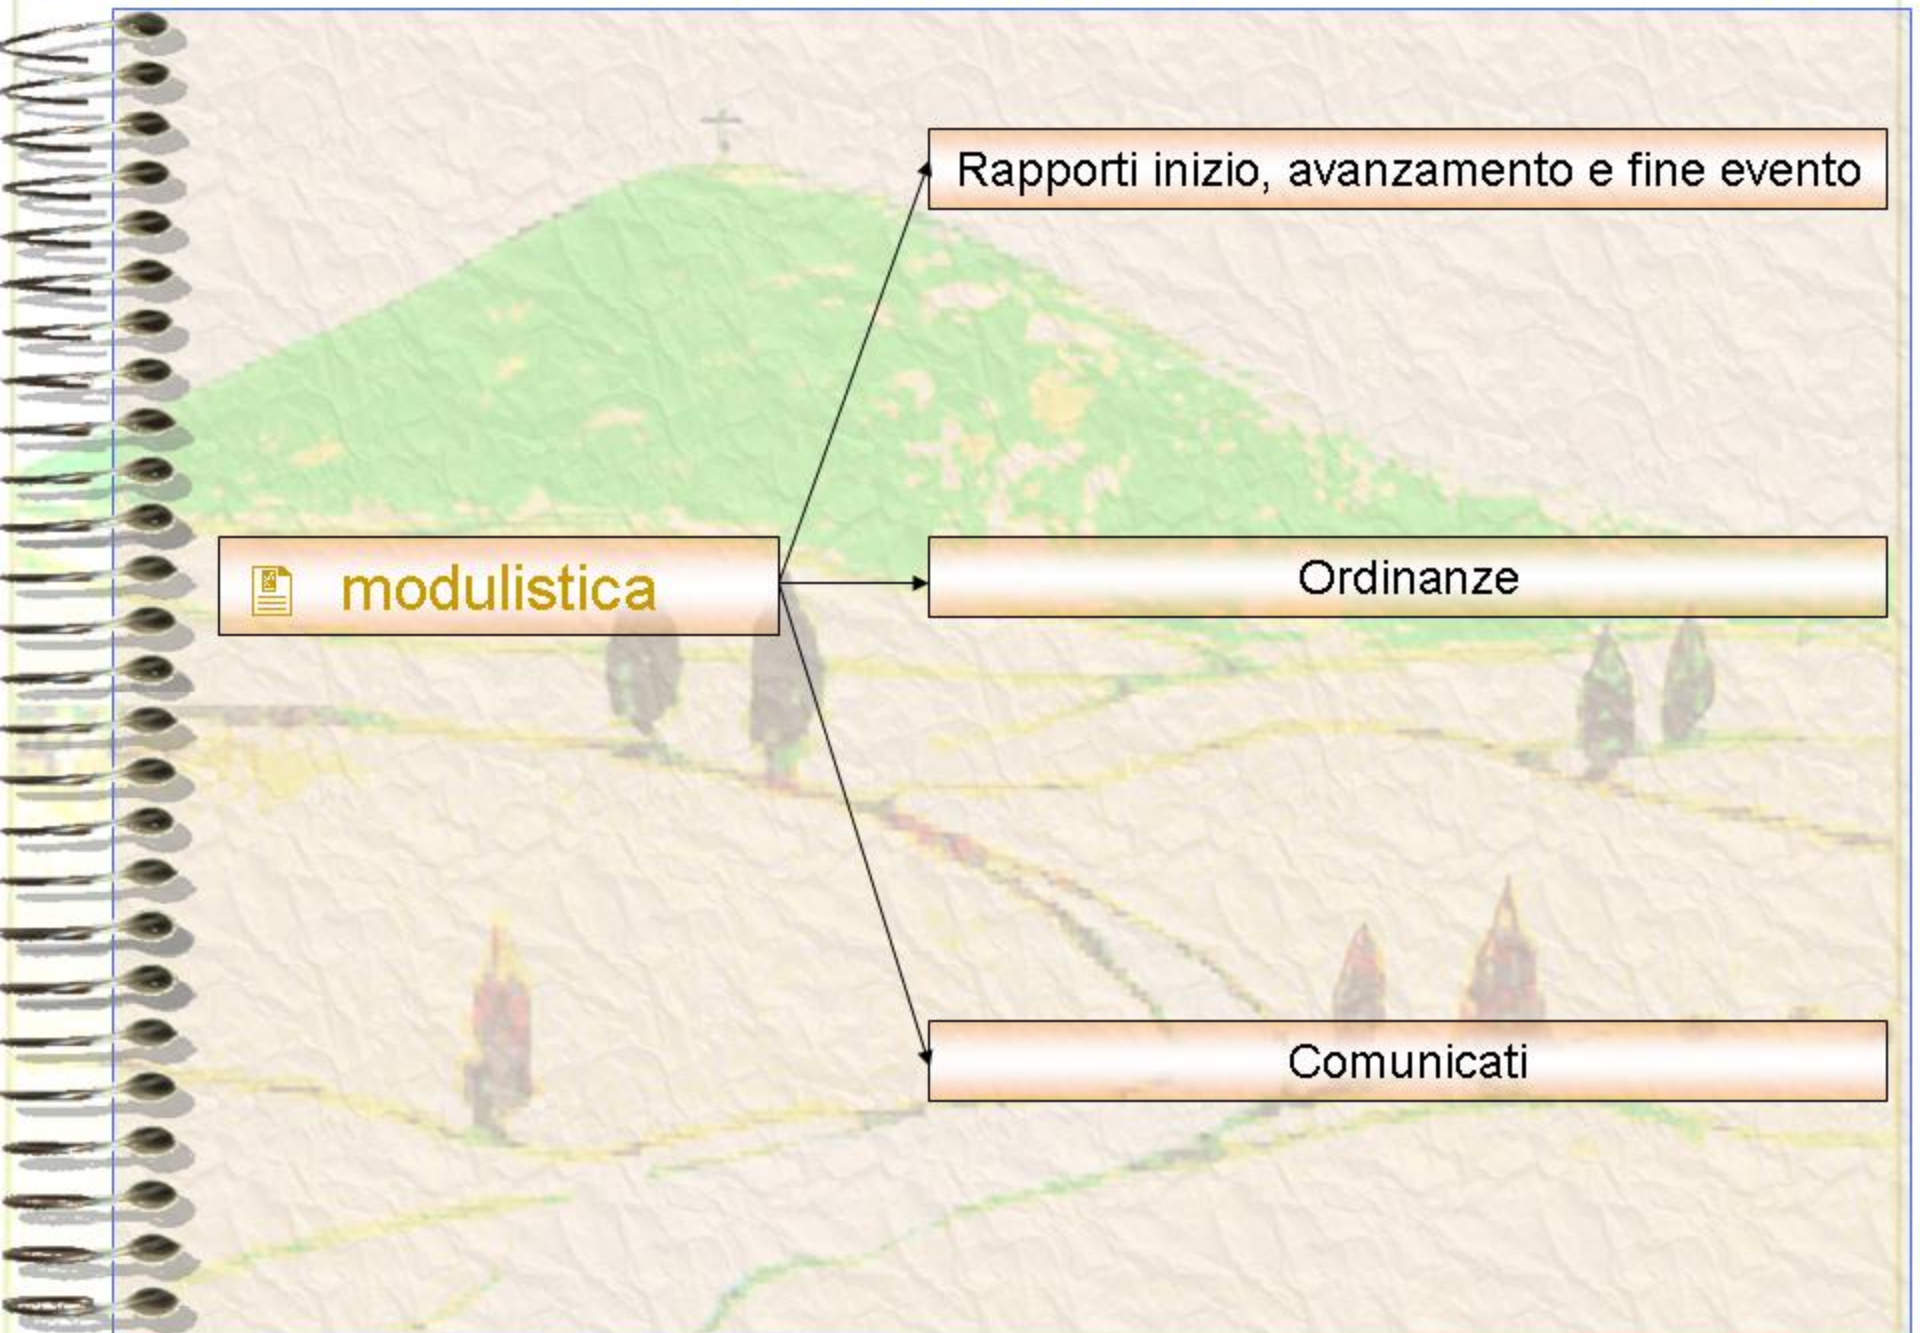 Rapporti inizio, avanzamento e fine evento
modulistica
Ordinanze
Comunicati